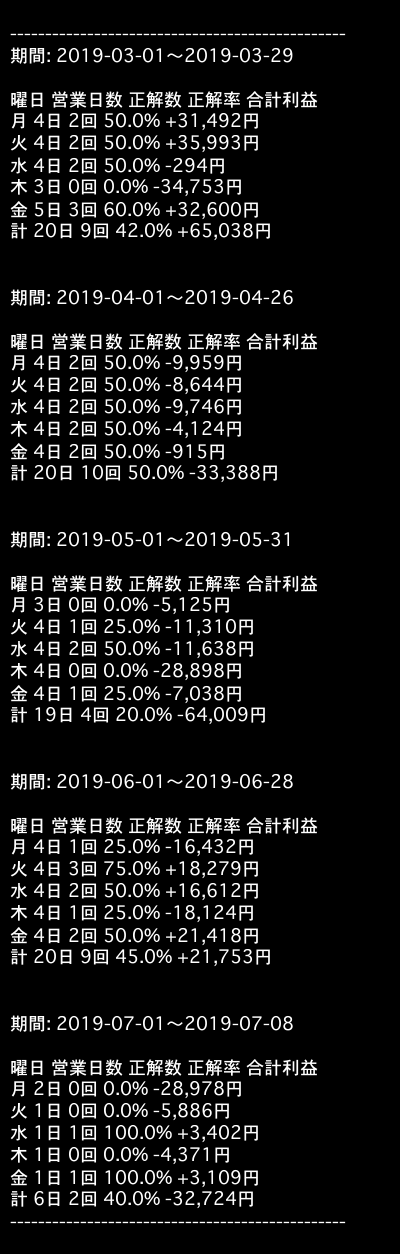 ------------------------------------------------
期間: 2019-03-01〜2019-03-29
曜日 営業日数 正解数 正解率 合計利益
月 4日 2回 50.0% +31,492円
火 4日 2回 50.0% +35,993円
水 4日 2回 50.0% -294円
木 3日 0回 0.0% -34,753円
金 5日 3回 60.0% +32,600円
計 20日 9回 42.0% +65,038円
期間: 2019-04-01〜2019-04-26
曜日 営業日数 正解数 正解率 合計利益
月 4日 2回 50.0% -9,959円
火 4日 2回 50.0% -8,644円
水 4日 2回 50.0% -9,746円
木 4日 2回 50.0% -4,124円
金 4日 2回 50.0% -915円
計 20日 10回 50.0% -33,388円
期間: 2019-05-01〜2019-05-31
曜日 営業日数 正解数 正解率 合計利益
月 3日 0回 0.0% -5,125円
火 4日 1回 25.0% -11,310円
水 4日 2回 50.0% -11,638円
木 4日 0回 0.0% -28,898円
金 4日 1回 25.0% -7,038円
計 19日 4回 20.0% -64,009円
期間: 2019-06-01〜2019-06-28
曜日 営業日数 正解数 正解率 合計利益
月 4日 1回 25.0% -16,432円
火 4日 3回 75.0% +18,279円
水 4日 2回 50.0% +16,612円
木 4日 1回 25.0% -18,124円
金 4日 2回 50.0% +21,418円
計 20日 9回 45.0% +21,753円
期間: 2019-07-01〜2019-07-08
曜日 営業日数 正解数 正解率 合計利益
月 2日 0回 0.0% -28,978円
火 1日 0回 0.0% -5,886円
水 1日 1回 100.0% +3,402円
木 1日 0回 0.0% -4,371円
金 1日 1回 100.0% +3,109円
計 6日 2回 40.0% -32,724円
------------------------------------------------